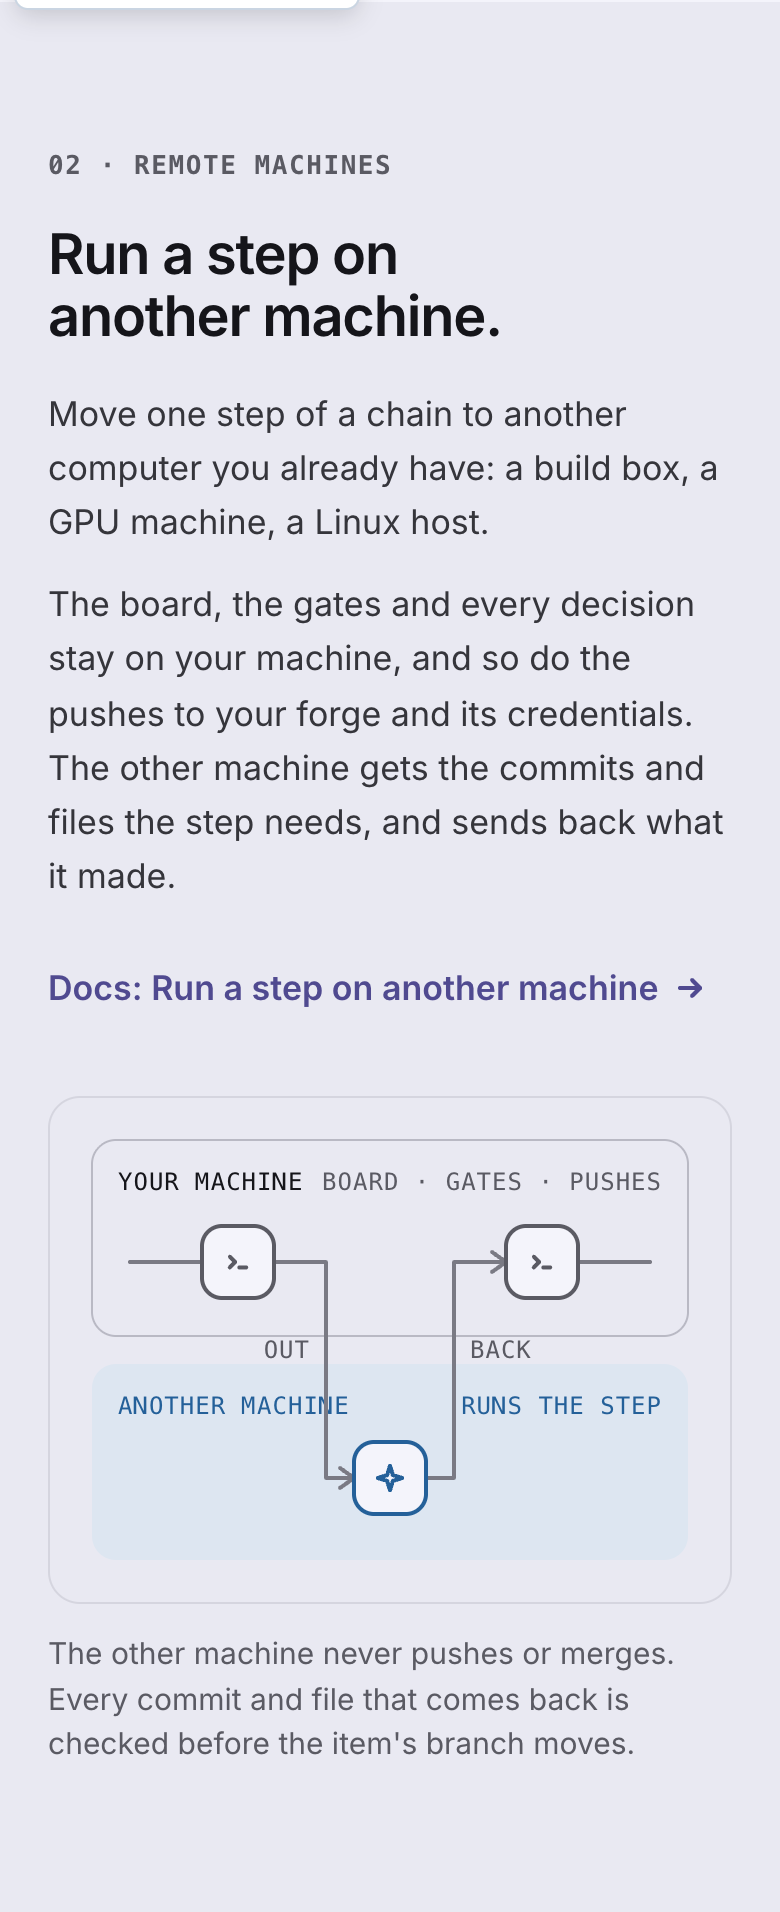 02 · REMOTE MACHINES
Run a step on
another machine.
Move one step of a chain to another
computer you already have: a build box, a
GPU machine, a Linux host.
The board, the gates and every decision
stay on your machine, and so do the
pushes to your forge and its credentials.
The other machine gets the commits and
files the step needs, and sends back what
it made.
Docs: Run a step on another machine →
YOUR MACHINE BOARD · GATES · PUSHES
OUT BACK
ANOTHER MACHINE RUNS THE STEP
The other machine never pushes or merges.
Every commit and file that comes back is
checked before the item's branch moves.